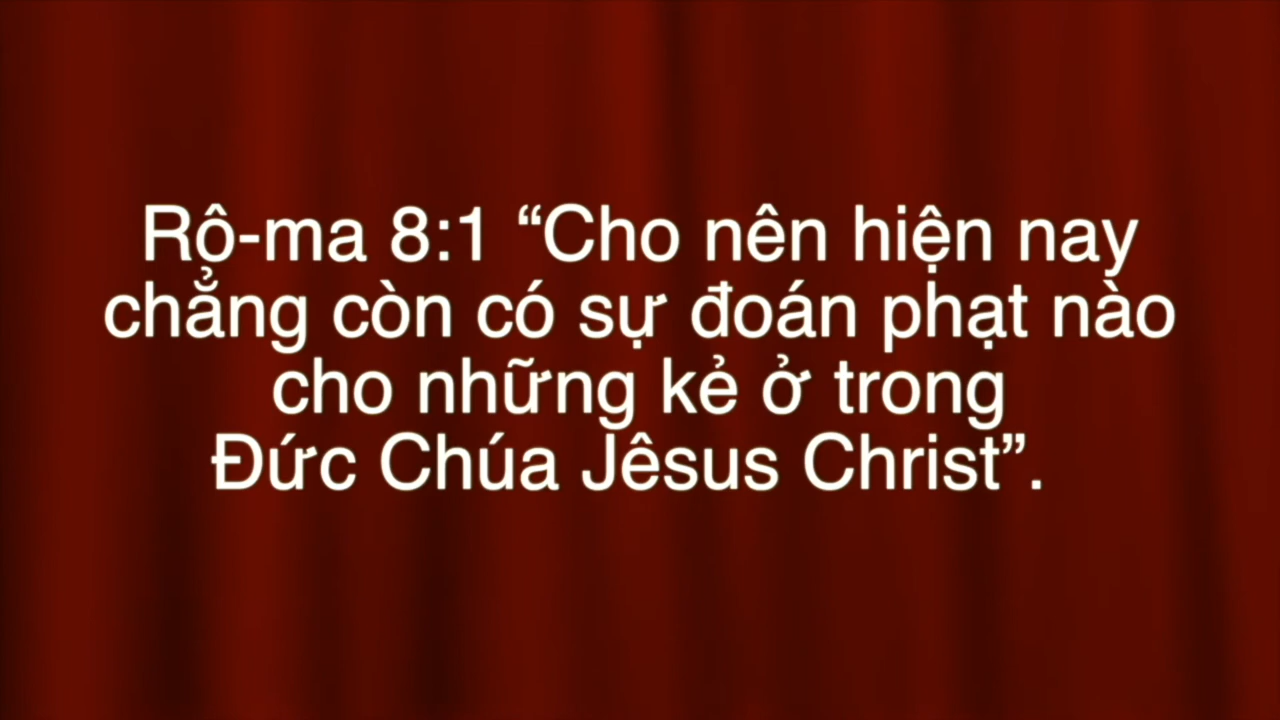 Rô-ma 8:1 “Cho nên hiện nay
chẳng còn có sự đoán phạt nào
cho những kẻ ở trong
Đức Chúa Jêsus Christ”.